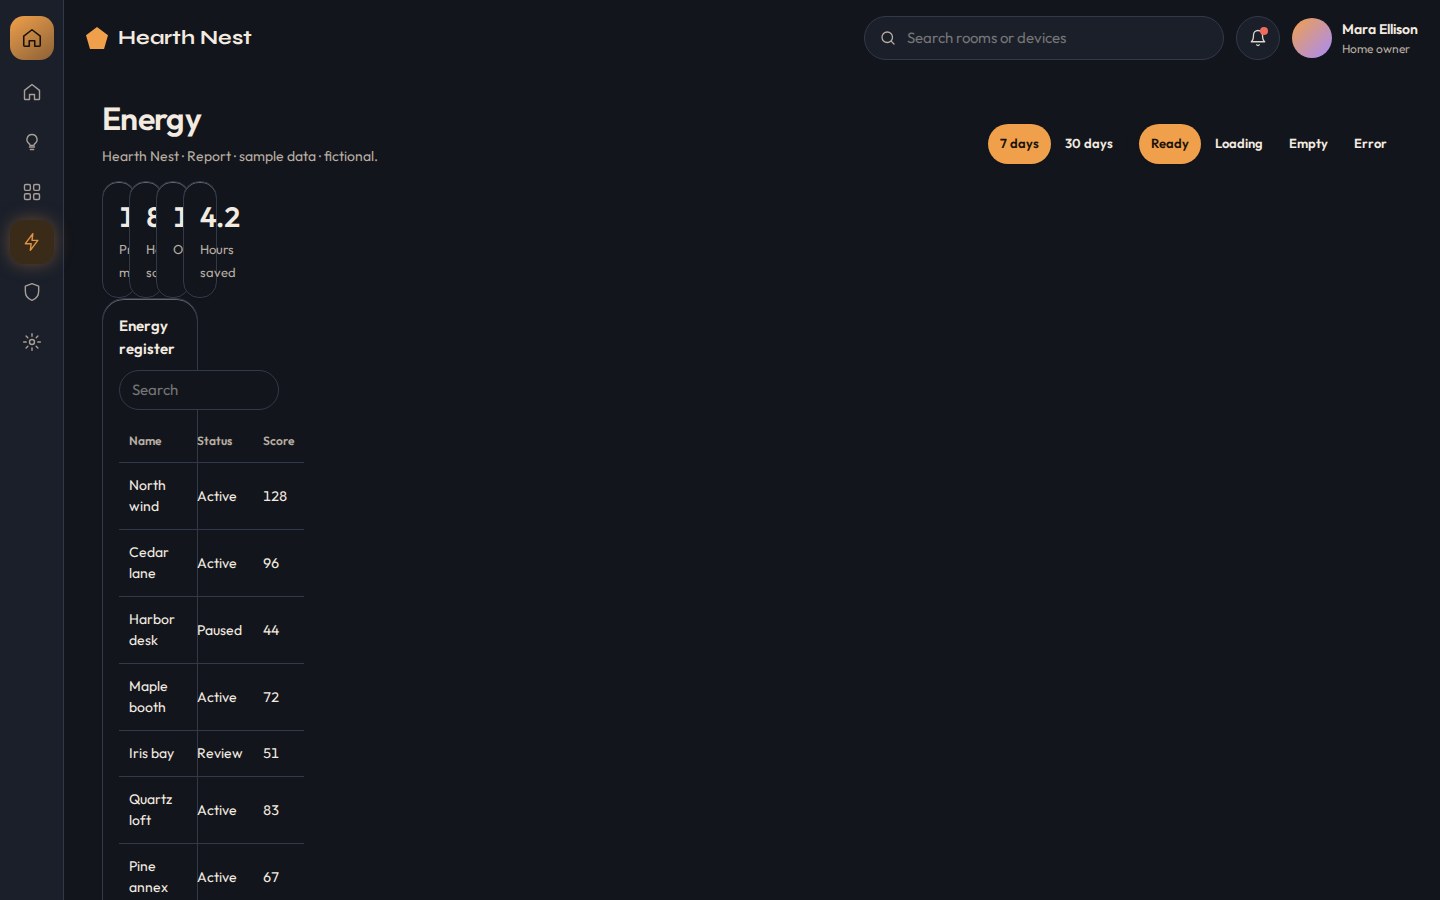 Hearth Nest
Search rooms or devices
Mara Ellison
Home owner
Energy
Hearth Nest · Report · sample data · fictional.
7 days
30 days
Ready
Loading
Empty
Error
4.2
Hours
saved
Energy
register
Search
Name Status Score
North
wind
Active 128
Cedar
lane
Active 96
Harbor
desk
Paused 44
Maple
booth
Active 72
Iris bay Review 51
Quartz
loft
Active 83
Pine
annex
Active 67